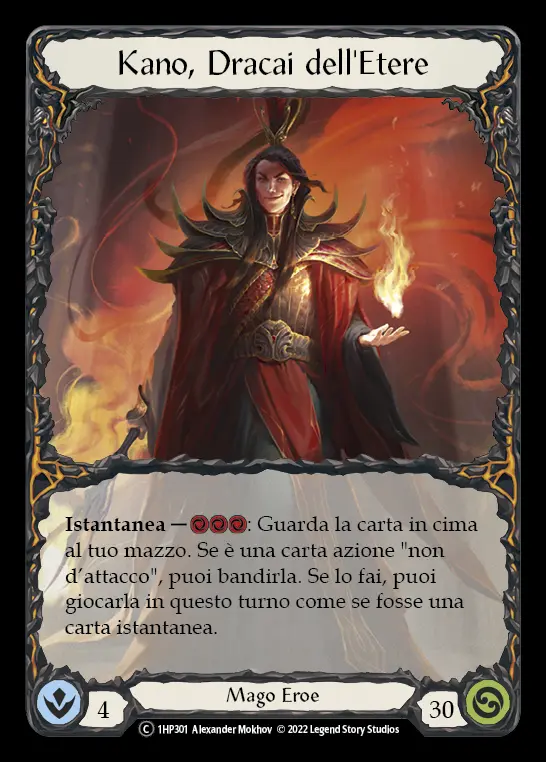 Kano, Dracai dell'Etere
Istantanea — : Guarda la carta in cima
al tuo mazzo. Se è una carta azione "non
d’attacco", puoi bandirla. Se lo fai, puoi
giocarla in questo turno come se fosse una
carta istantanea.
4
Mago Eroe
30
C 1HP301 Alexander Mokhov © 2022 Legend Story Studios